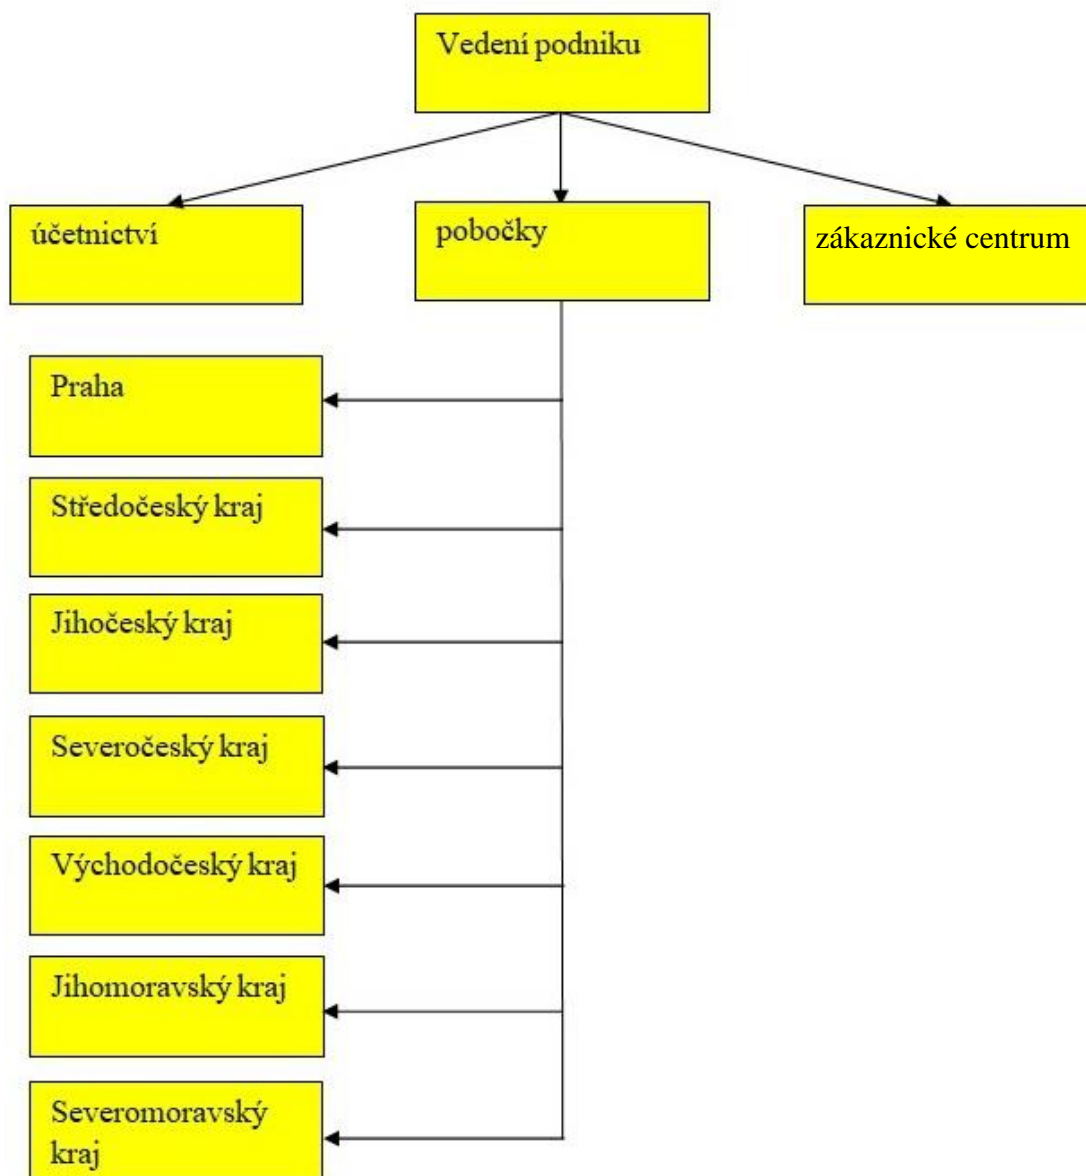 Vedení podniku
účetnictví
pobočky
zákaznické centrum
Praha
Středočeský kraj
Jihočeský kraj
Severočeský kraj
Východočeský kraj
Jihomoravský kraj
Severomoravský
kraj